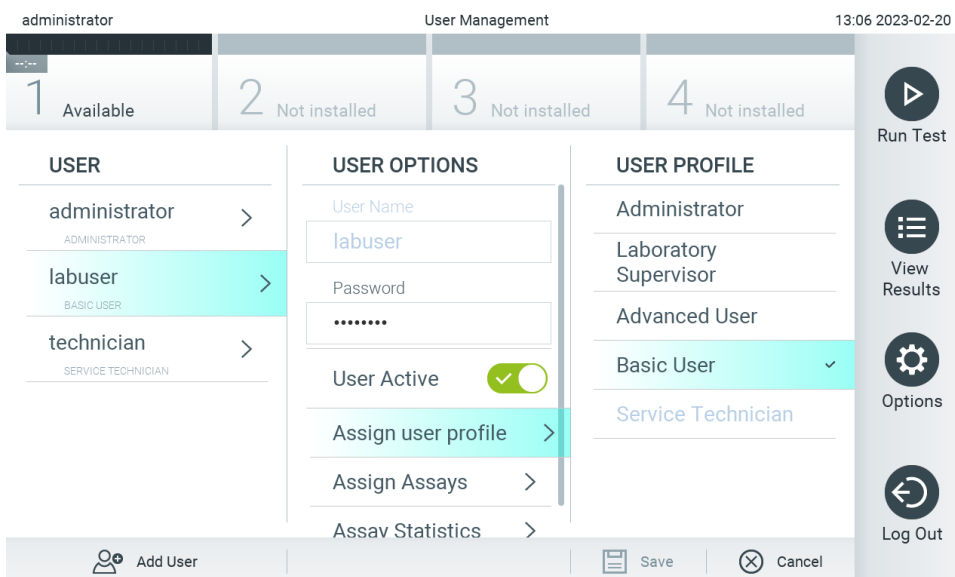 administrator
User Management
13:06 2023-02-20
--:--
1 Available
2 Not installed
3 Not installed
4 Not installed
Run Test
View
Results
Options
Log Out
USER
administrator
ADMINISTRATOR
labuser
BASIC USER
technician
SERVICE TECHNICIAN
USER OPTIONS
User Name
labuser
Password
••••••••
User Active
Assign user profile
Assign Assays
Assay Statistics
USER PROFILE
Administrator
Laboratory
Supervisor
Advanced User
Basic User
Service Technician
Add User
Save
Cancel